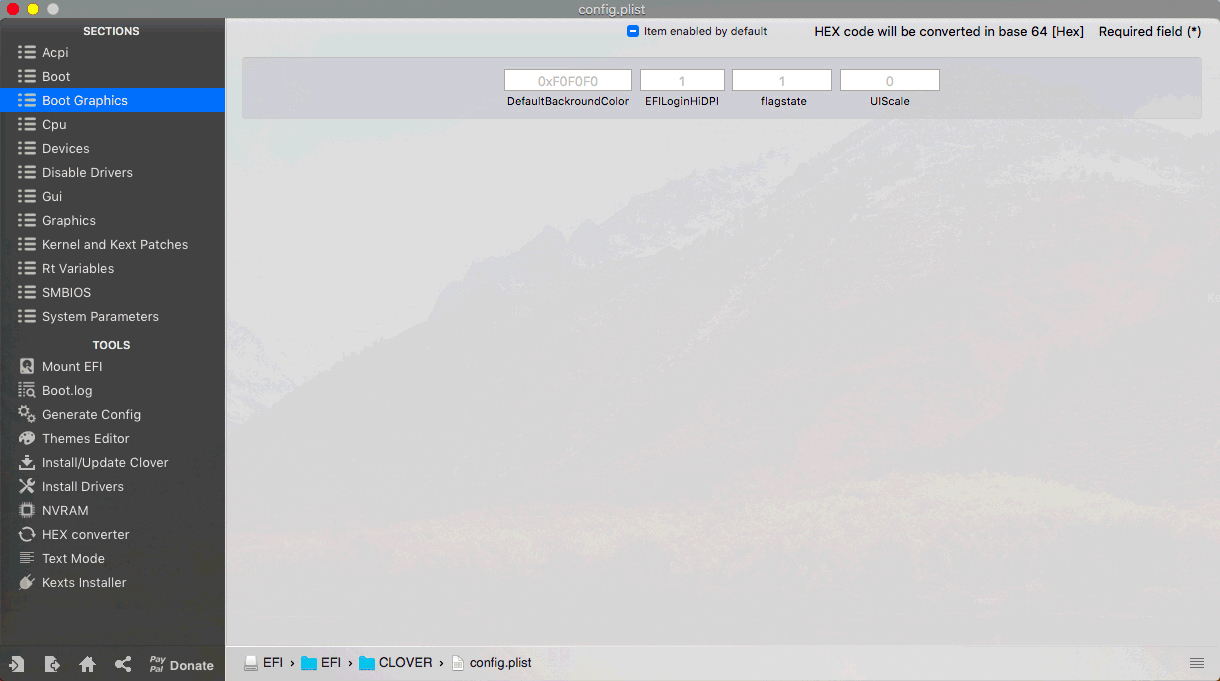 config.plist
SECTIONS
Acpi
Boot
Boot Graphics
Cpu
Devices
Disable Drivers
Gui
Graphics
Kernel and Kext Patches
Rt Variables
SMBIOS
System Parameters
TOOLS
Mount EFI
Boot.log
Generate Config
Themes Editor
Install/Update Clover
Install Drivers
NVRAM
HEX converter
Text Mode
Kexts Installer
Pay Pal Donate
Item enabled by default HEX code will be converted in base 64 [Hex] Required field (*)
0xF0F0F0 1 1 0
DefaultBackroundColor EFILoginHiDPI flagstate UIScale
EFI › EFI › CLOVER › config.plist